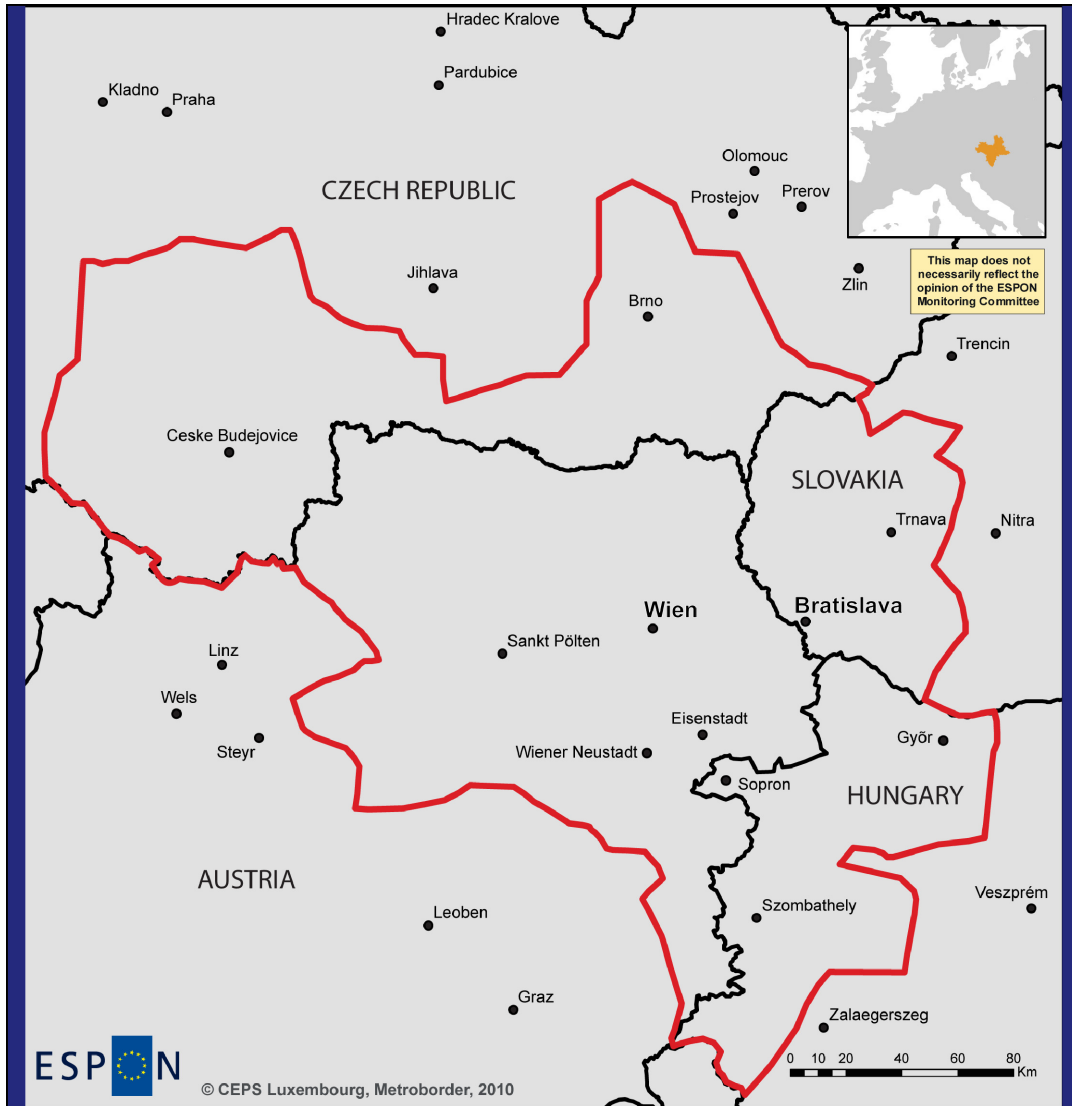 Hradec Kralove
Pardubice
Kladno
Praha
Olomouc
CZECH REPUBLIC
Prostejov
Prerov
This map does not
necessarily reflect the
opinion of the ESPON
Monitoring Committee
Jihlava
Zlin
Brno
Trencin
Ceske Budejovice
SLOVAKIA
Trnava
Nitra
Wien
Bratislava
Sankt Pölten
Linz
Wels
Eisenstadt
Steyr
Wiener Neustadt
Gyõr
Sopron
HUNGARY
AUSTRIA
Veszprém
Szombathely
Leoben
Graz
Zalaegerszeg
0 10 20 40 60 80
Km
ESPON
© CEPS Luxembourg, Metroborder, 2010